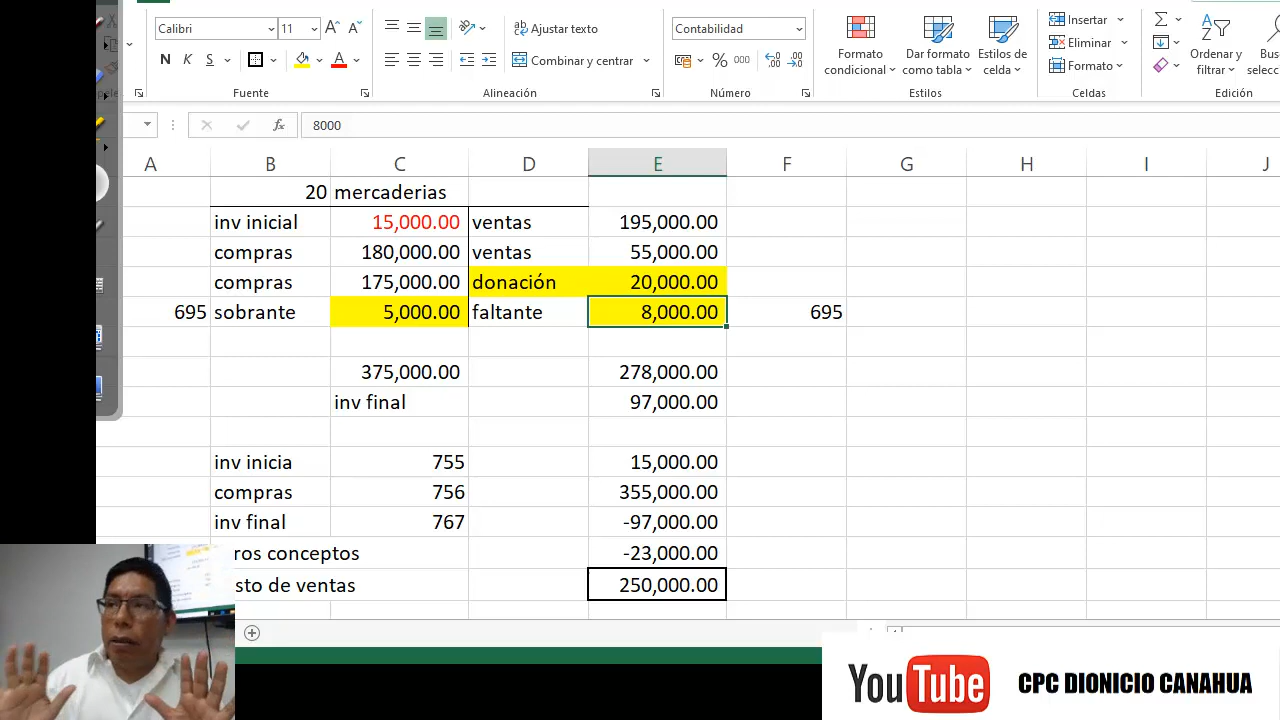 Calibri 11 A A ab Ajustar texto Contabilidad Insertar
N K S A Combinar y centrar % 000 Eliminar
Formato condicional Dar formato como tabla Estilos de celda Formato Ordenar y filtrar
Fuente Alineación Número Estilos Celdas Edición
fx 8000
A B C D E F G H I J
20 mercaderias
inv inicial 15,000.00 ventas 195,000.00
compras 180,000.00 ventas 55,000.00
compras 175,000.00 donación 20,000.00
695 sobrante 5,000.00 faltante 8,000.00 695
375,000.00 278,000.00
inv final 97,000.00
inv inicia 755 15,000.00
compras 756 355,000.00
inv final 767 -97,000.00
ros conceptos -23,000.00
sto de ventas 250,000.00
YouTube CPC DIONICIO CANAHUA